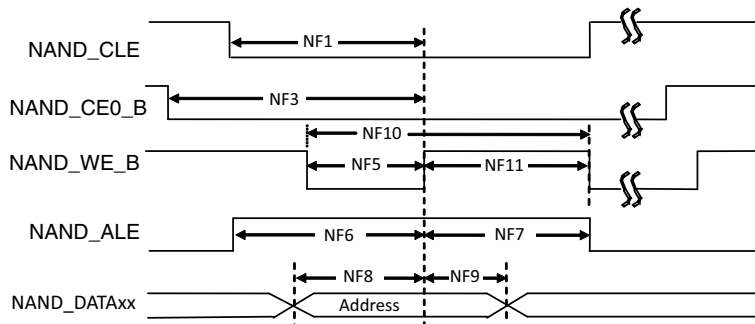 NAND_CLE
NF1
NAND_CE0_B
NF3
NF10
NAND_WE_B
NF5
NF11
NAND_ALE
NF6
NF7
NF8
NF9
NAND_DATAxx
Address